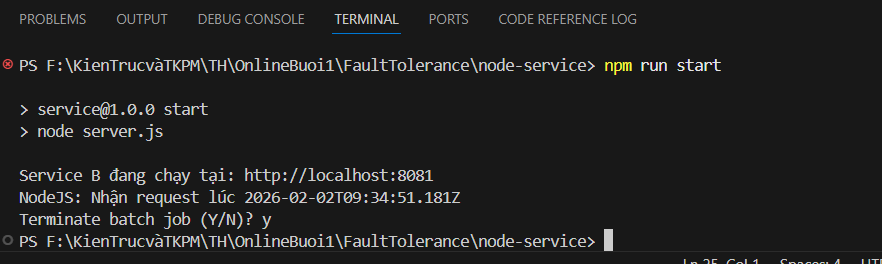 PROBLEMS OUTPUT DEBUG CONSOLE TERMINAL PORTS CODE REFERENCE LOG
PS F:\KienTrucvàTKPM\TH\OnlineBuoi1\FaultTolerance\node-service> npm run start
> service@1.0.0 start
> node server.js
Service B đang chạy tại: http://localhost:8081
NodeJS: Nhận request lúc 2026-02-02T09:34:51.181Z
Terminate batch job (Y/N)? y
PS F:\KienTrucvàTKPM\TH\OnlineBuoi1\FaultTolerance\node-service>
Ln 25, Col 1 Spaces: 4